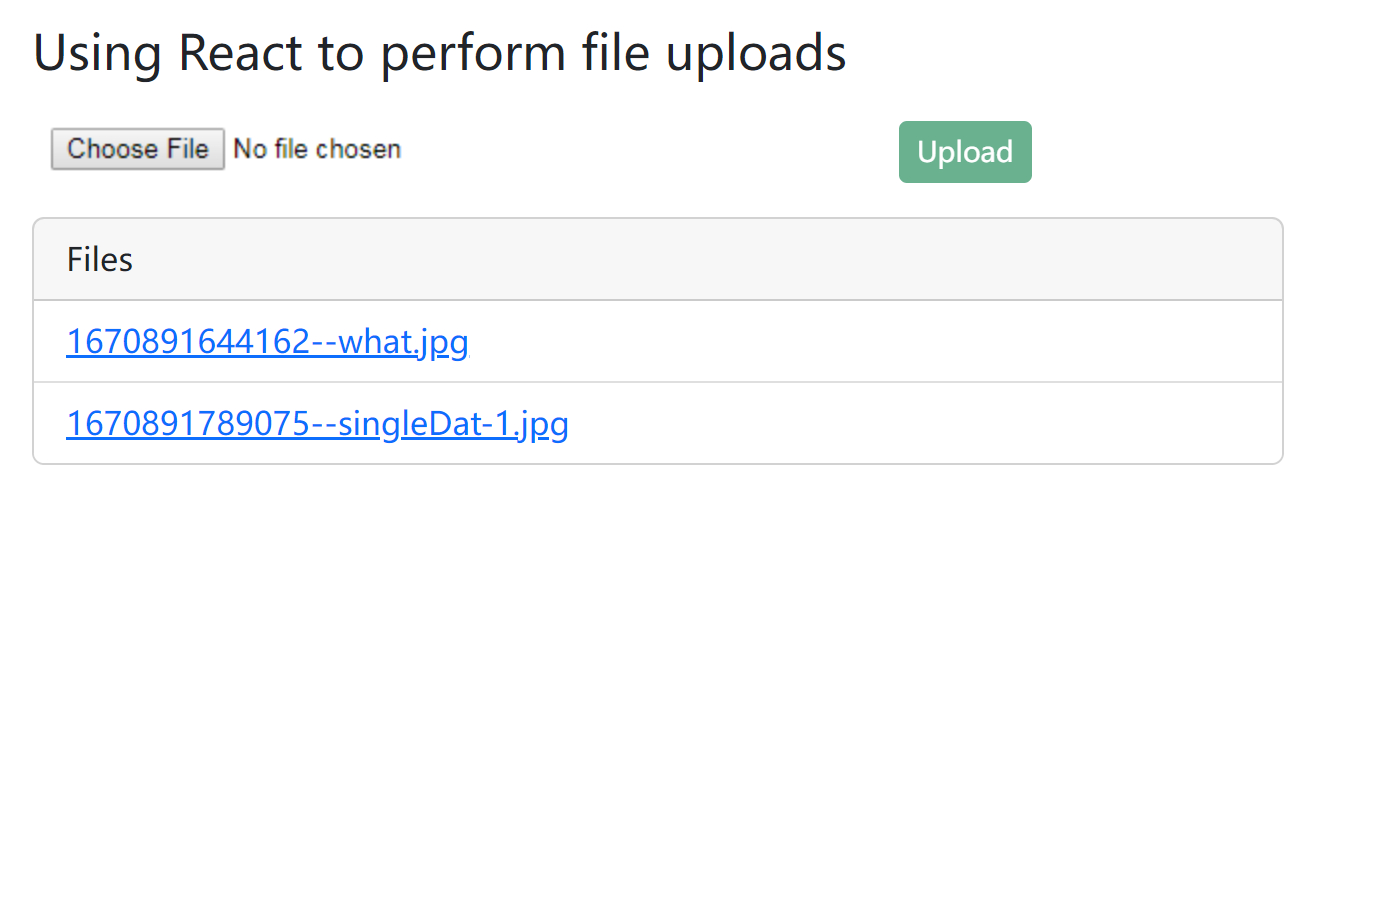 Using React to perform file uploads
Choose File No file chosen
Upload
Files
1670891644162--what.jpg
1670891789075--singleDat-1.jpg